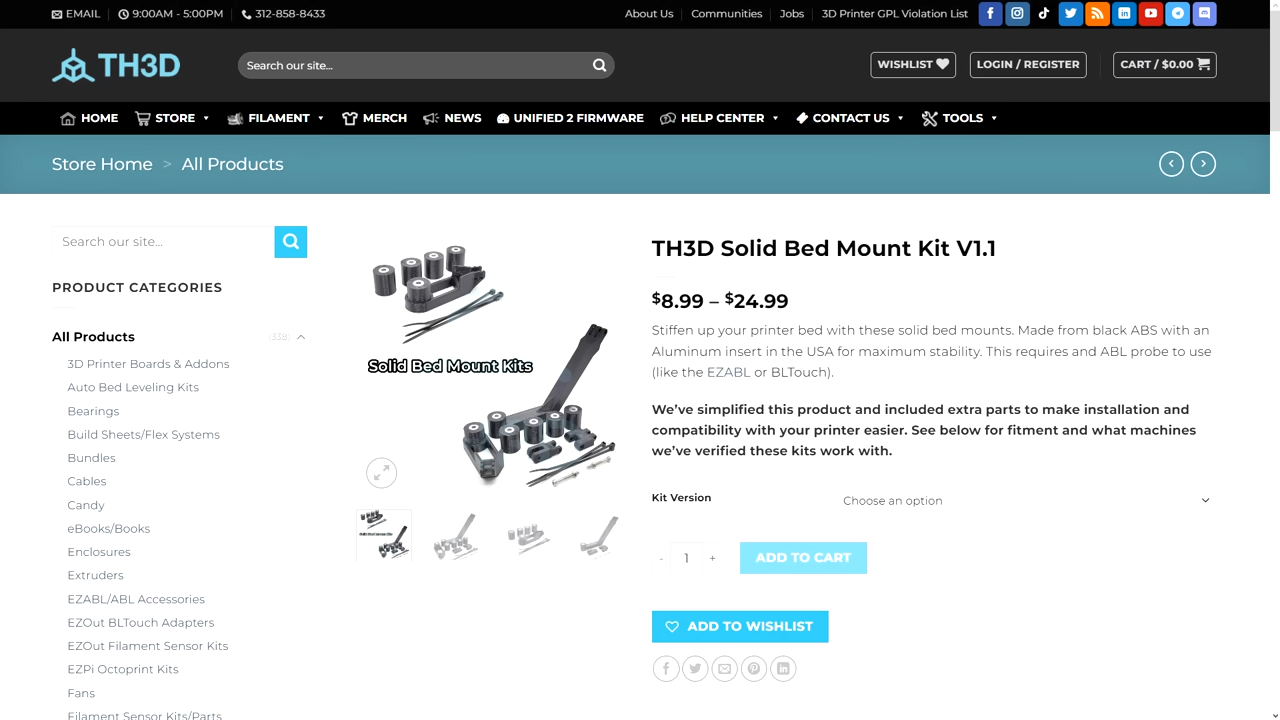 EMAIL
9:00AM - 5:00PM
312-858-8433
About Us
Communities
Jobs
3D Printer GPL Violation List
TH3D
Search our site...
WISHLIST
LOGIN / REGISTER
CART / $0.00
HOME
STORE
FILAMENT
MERCH
NEWS
UNIFIED 2 FIRMWARE
HELP CENTER
CONTACT US
TOOLS
Store Home > All Products
Search our site...
PRODUCT CATEGORIES
All Products (338)
3D Printer Boards & Addons
Auto Bed Leveling Kits
Bearings
Build Sheets/Flex Systems
Bundles
Cables
Candy
eBooks/Books
Enclosures
Extruders
EZABL/ABL Accessories
EZOut BLTouch Adapters
EZOut Filament Sensor Kits
EZPi Octoprint Kits
Fans
Filament Sensor Kits/Parts
Solid Bed Mount Kits
Solid Bed Mount Kits
TH3D Solid Bed Mount Kit V1.1
$8.99 – $24.99
Stiffen up your printer bed with these solid bed mounts. Made from black ABS with an
Aluminum insert in the USA for maximum stability. This requires and ABL probe to use
(like the EZABL or BLTouch).
We've simplified this product and included extra parts to make installation and
compatibility with your printer easier. See below for fitment and what machines
we've verified these kits work with.
Kit Version
Choose an option
- 1 +
ADD TO CART
ADD TO WISHLIST